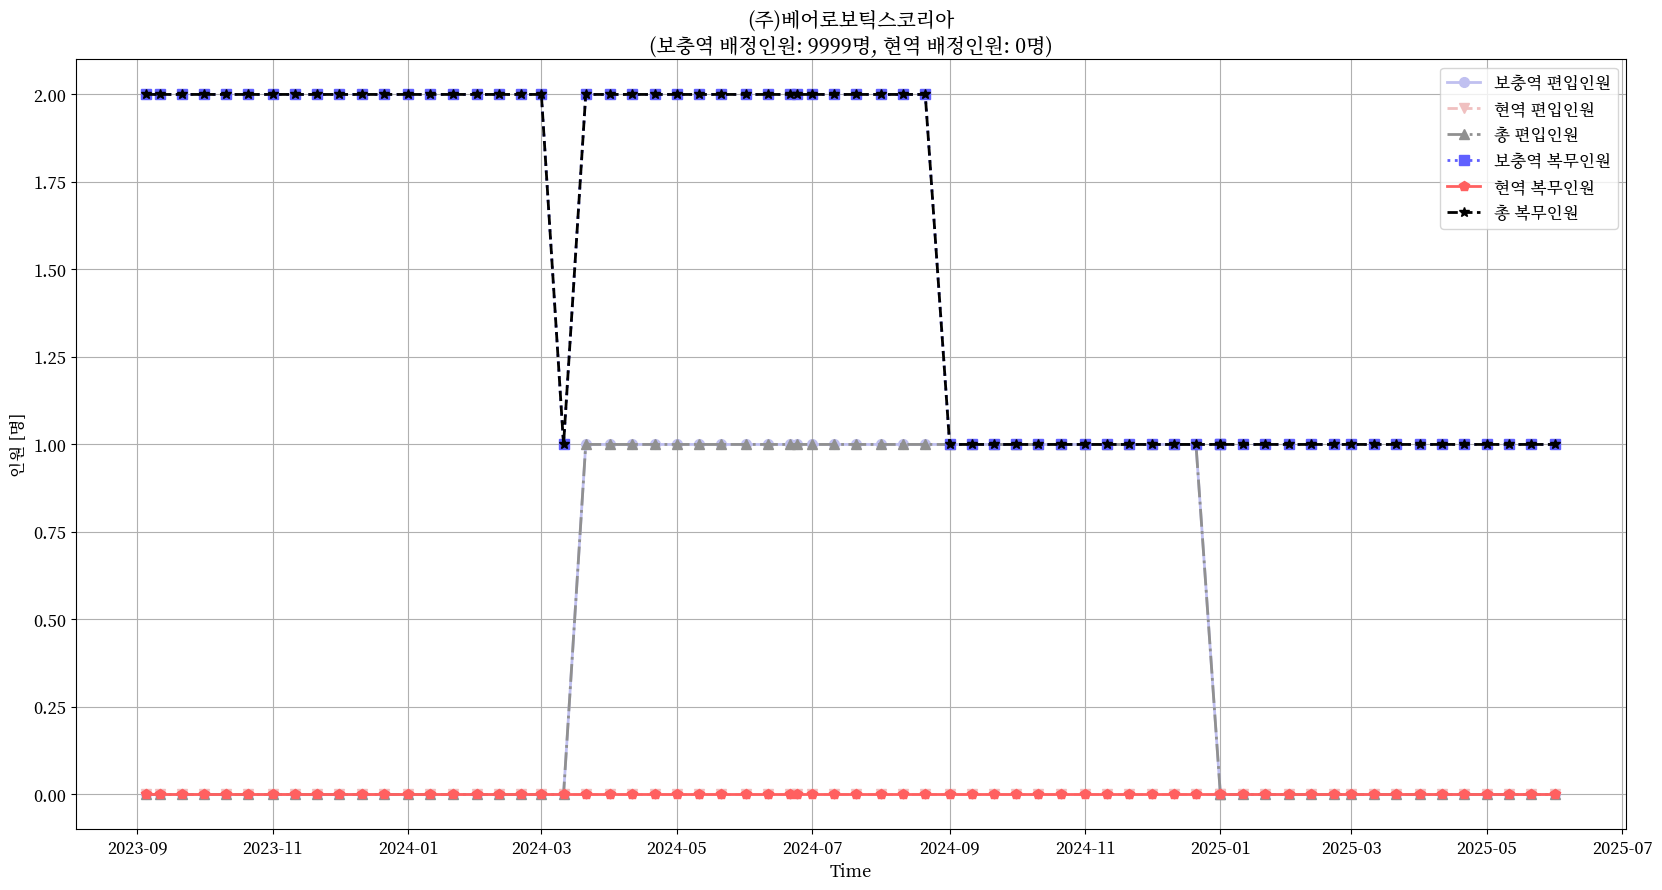 (주)베어로보틱스코리아
(보충역 배정인원: 9999명, 현역 배정인원: 0명)
보충역 편입인원
현역 편입인원
총 편입인원
보충역 복무인원
현역 복무인원
총 복무인원
인원 [명]
2.00
1.75
1.50
1.25
1.00
0.75
0.50
0.25
0.00
2023-09 2023-11 2024-01 2024-03 2024-05 2024-07 2024-09 2024-11 2025-01 2025-03 2025-05 2025-07
Time